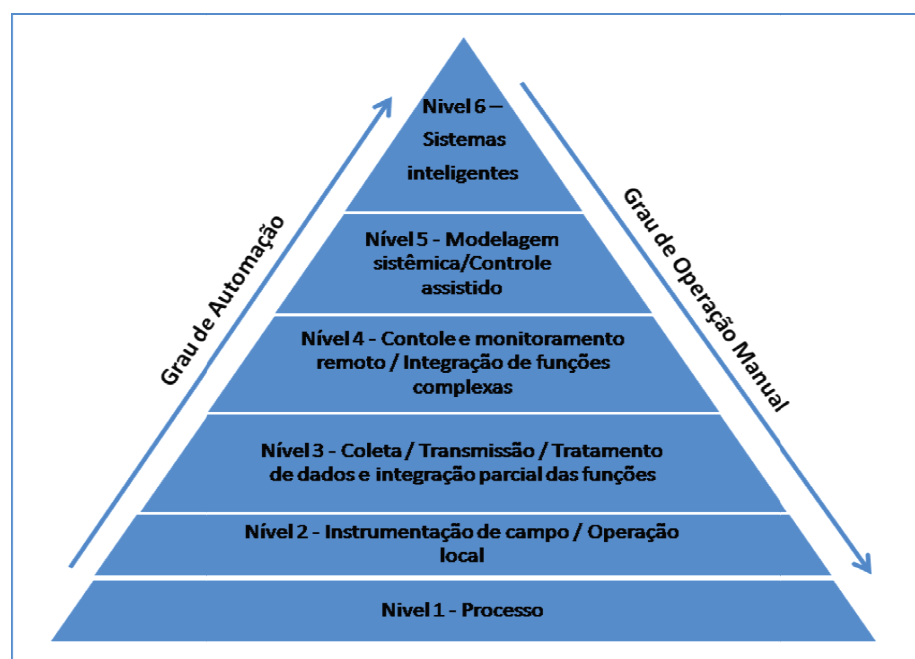 Nivel 6 –
Sistemas
inteligentes
Grau de Automação
Grau de Operação Manual
Nível 5 - Modelagem
sistêmica/Controle
assistido
Nível 4 - Contole e monitoramento
remoto / Integração de funções
complexas
Nível 3 - Coleta / Transmissão / Tratamento
de dados e integração parcial das funções
Nível 2 - Instrumentação de campo / Operação
local
Nivel 1 - Processo